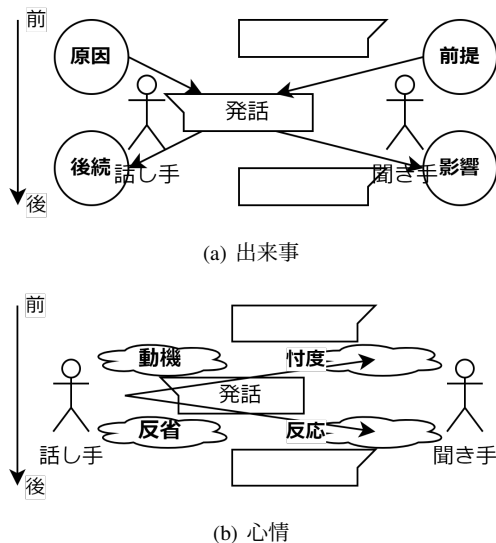 前
原因
前提
発話
後続
話し手
聞き手
影響
後
(a) 出来事
前
動機
忖度
発話
反省
反応
話し手
聞き手
後
(b) 心情